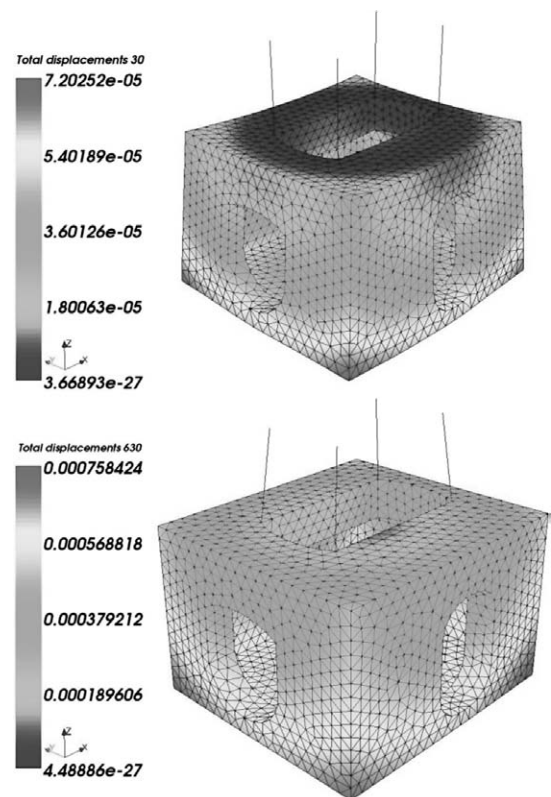 Total displacements 30
7.20252e-05
5.40189e-05
3.60126e-05
1.80063e-05
3.66893e-27
Z
Y X
Total displacements 630
0.000758424
0.000568818
0.000379212
0.000189606
4.48886e-27
Z
Y X